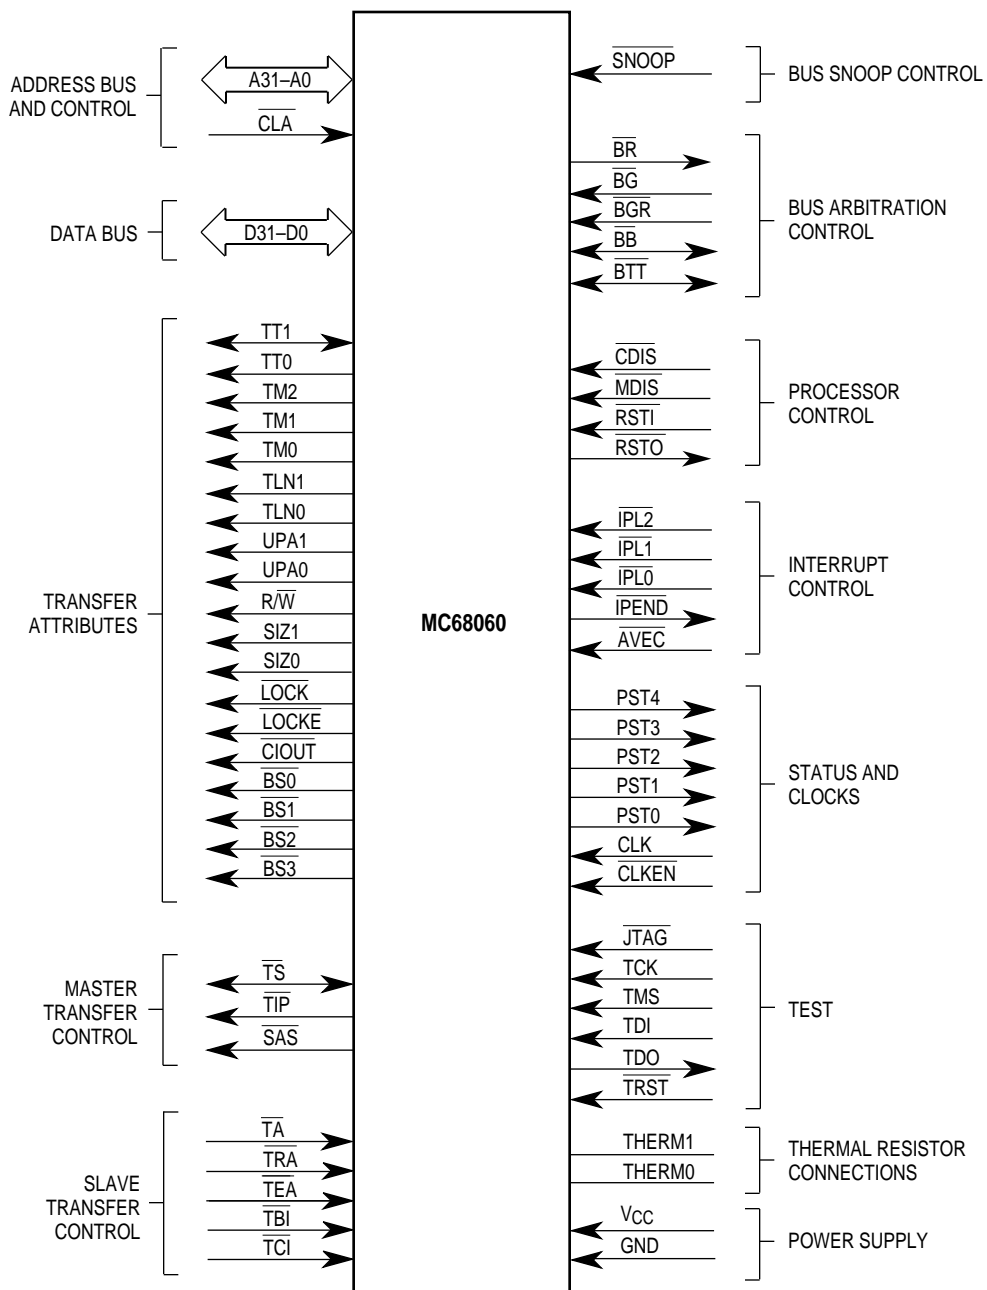 ADDRESS BUS
AND CONTROL
A31–A0
CLA
DATA BUS
D31–D0
TRANSFER
ATTRIBUTES
TT1
TT0
TM2
TM1
TM0
TLN1
TLN0
UPA1
UPA0
R/W
SIZ1
SIZ0
LOCK
LOCKE
CIOUT
BS0
BS1
BS2
BS3
MASTER
TRANSFER
CONTROL
TS
TIP
SAS
SLAVE
TRANSFER
CONTROL
TA
TRA
TEA
TBI
TCI
MC68060
SNOOP
BUS SNOOP CONTROL
BR
BG
BGR
BB
BTT
BUS ARBITRATION
CONTROL
CDIS
MDIS
RSTI
RSTO
PROCESSOR
CONTROL
IPL2
IPL1
IPL0
IPEND
AVEC
INTERRUPT
CONTROL
PST4
PST3
PST2
PST1
PST0
CLK
CLKEN
STATUS AND
CLOCKS
JTAG
TCK
TMS
TDI
TDO
TRST
TEST
THERM1
THERM0
THERMAL RESISTOR
CONNECTIONS
VCC
GND
POWER SUPPLY